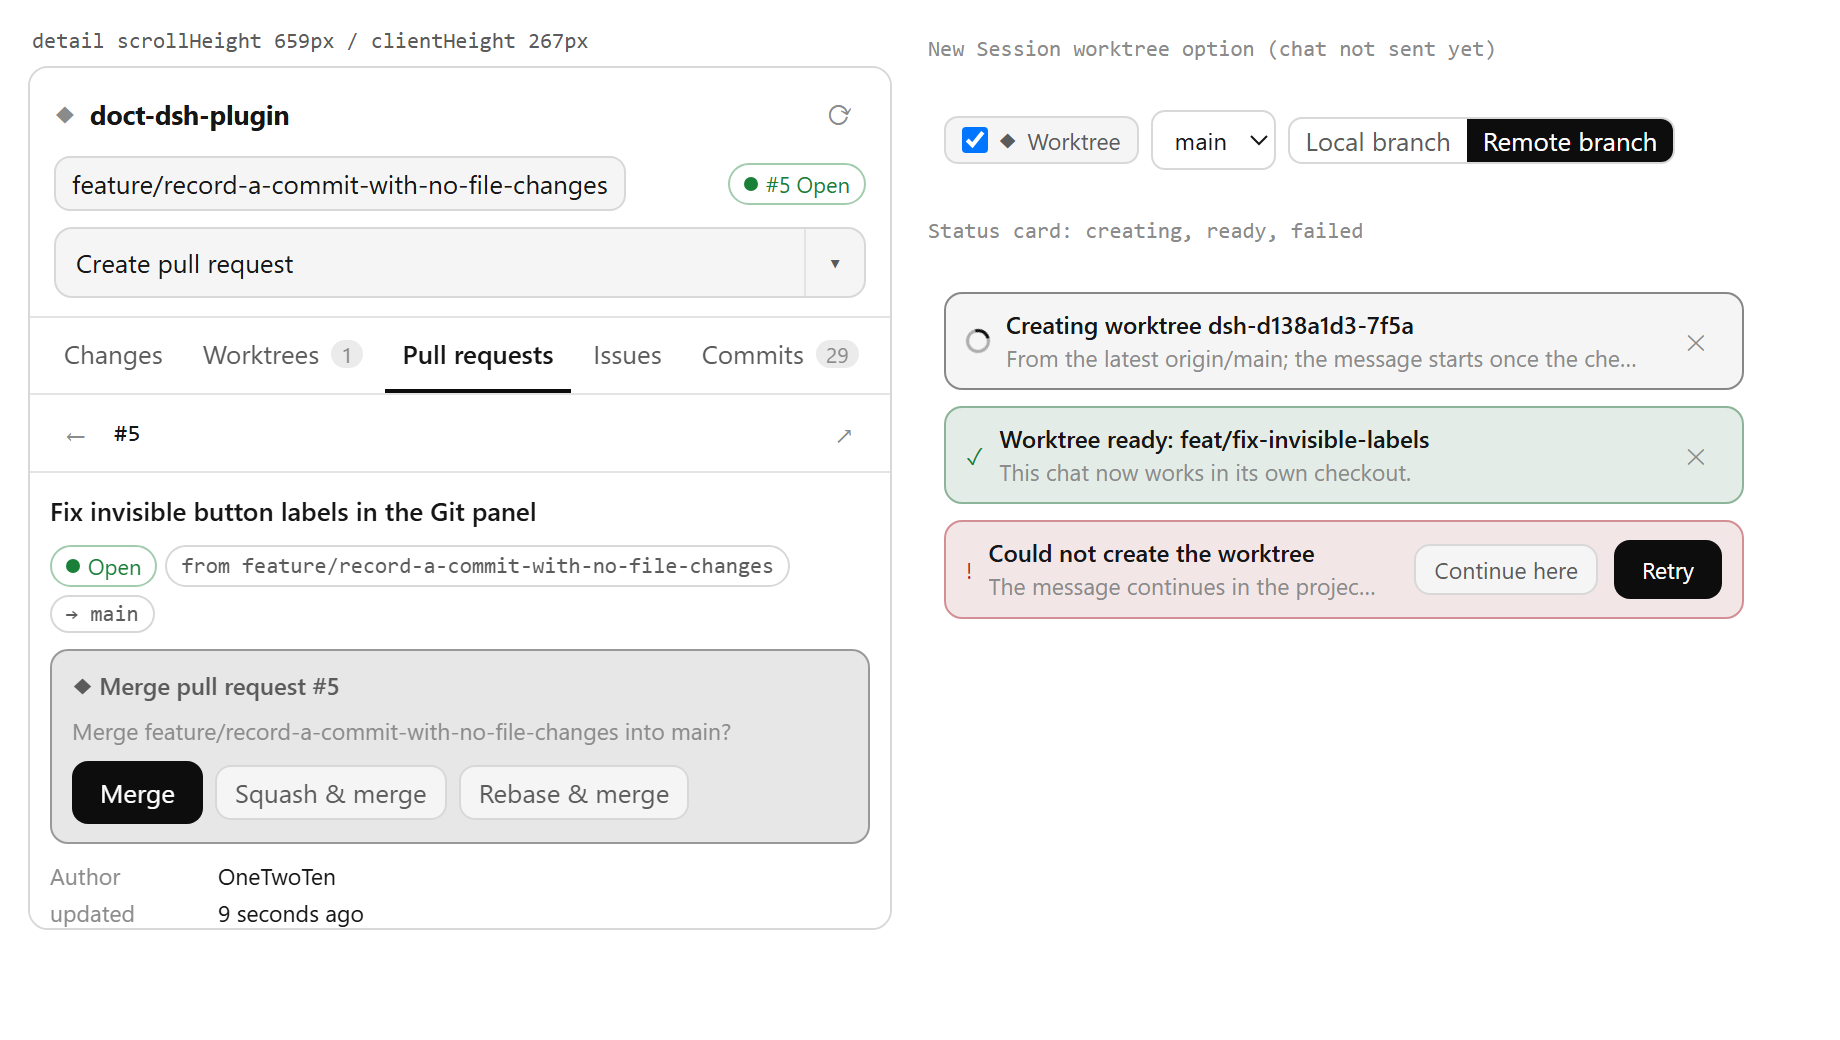 detail scrollHeight 659px / clientHeight 267px
doct-dsh-plugin
feature/record-a-commit-with-no-file-changes
#5 Open
Create pull request
Changes
Worktrees 1
Pull requests
Issues
Commits 29
#5
Fix invisible button labels in the Git panel
Open
from feature/record-a-commit-with-no-file-changes
→ main
Merge pull request #5
Merge feature/record-a-commit-with-no-file-changes into main?
Merge
Squash & merge
Rebase & merge
Author OneTwoTen
updated 9 seconds ago
New Session worktree option (chat not sent yet)
Worktree
main
Local branch
Remote branch
Status card: creating, ready, failed
Creating worktree dsh-d138a1d3-7f5a
From the latest origin/main; the message starts once the che...
Worktree ready: feat/fix-invisible-labels
This chat now works in its own checkout.
Could not create the worktree
The message continues in the projec...
Continue here
Retry